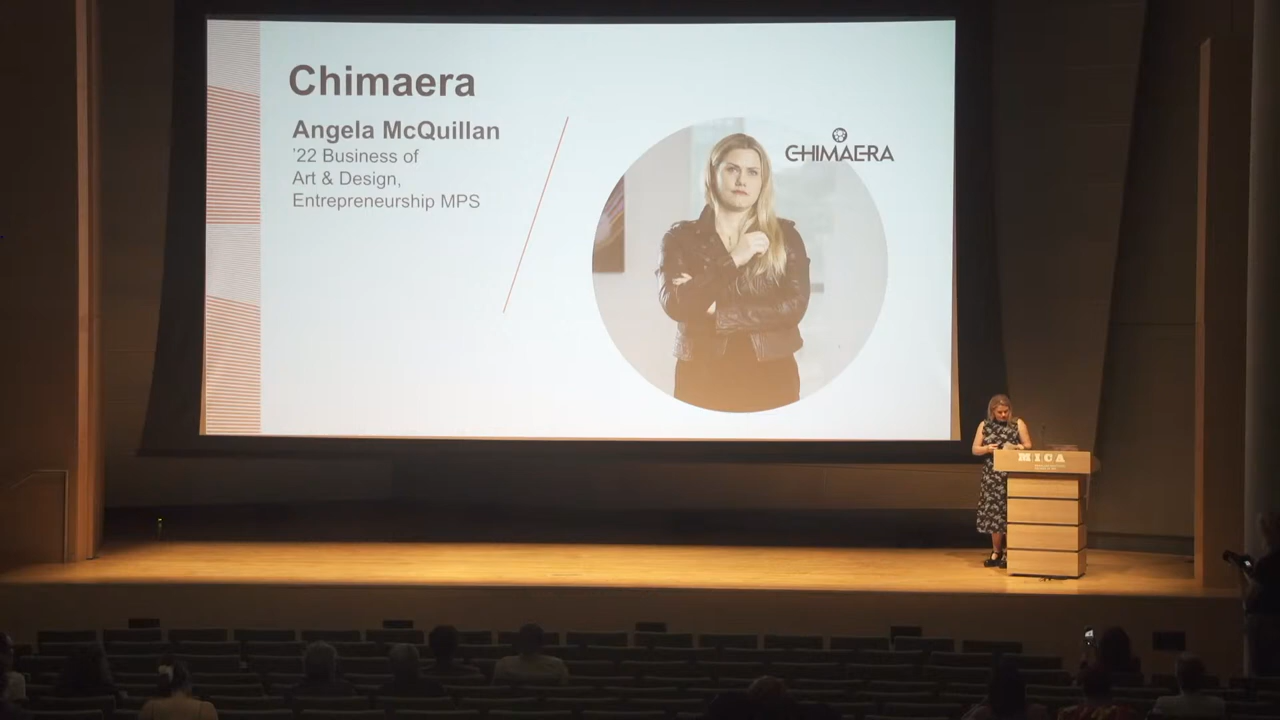 Chimaera
Angela McQuillan
’22 Business of
Art & Design,
Entrepreneurship MPS
CHIMAERA
MICA